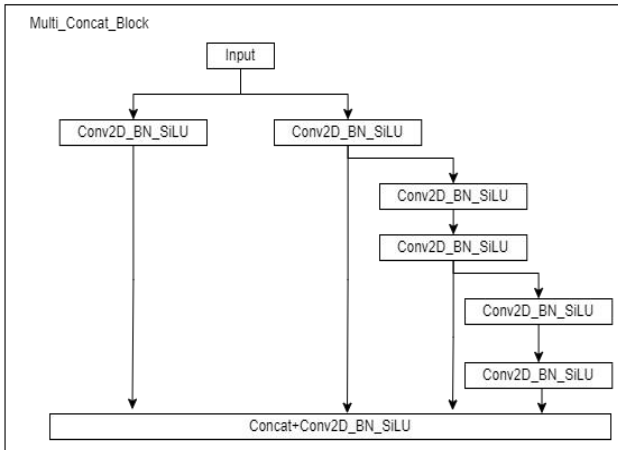 Multi_Concat_Block
Input
Conv2D_BN_SiLU
Conv2D_BN_SiLU
Conv2D_BN_SiLU
Conv2D_BN_SiLU
Conv2D_BN_SiLU
Conv2D_BN_SiLU
Concat+Conv2D_BN_SiLU